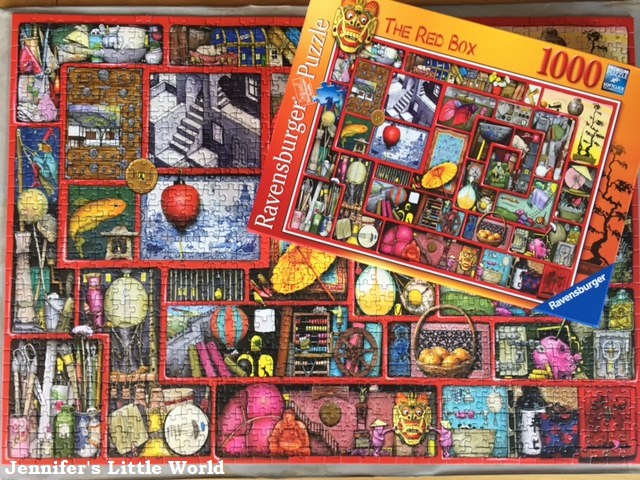 THE RED BOX
1000
Ravensburger
Puzzle
Ravensburger
Jennifer's Little World